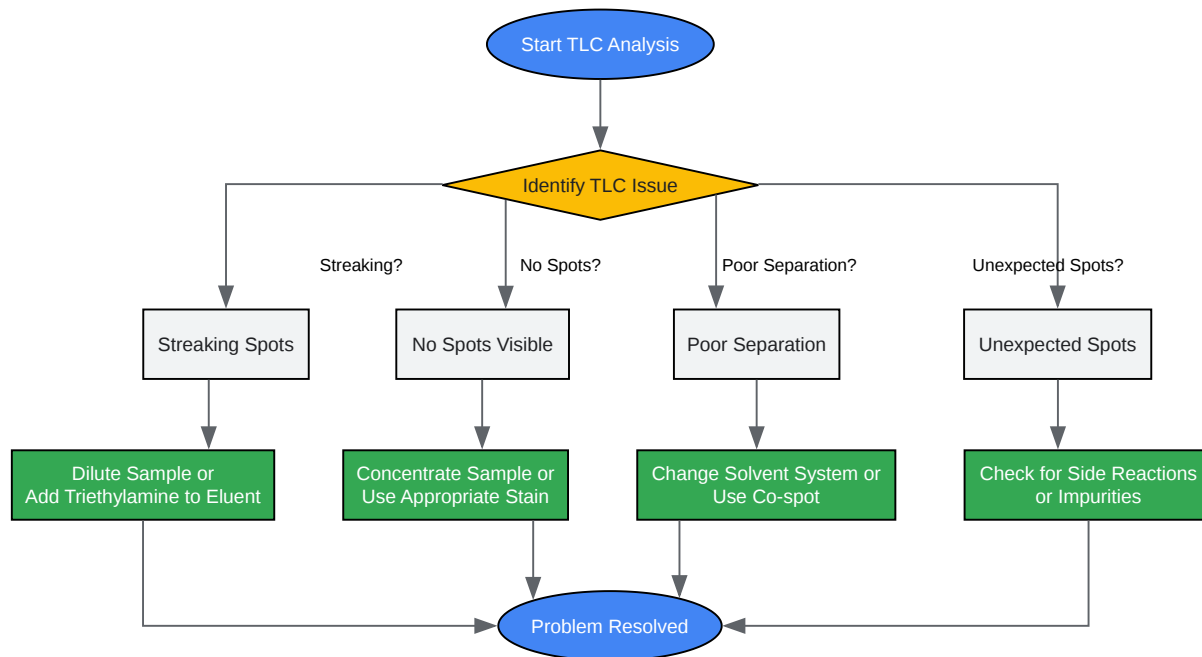 Start TLC Analysis
Identify TLC Issue
Streaking?
No Spots?
Poor Separation?
Unexpected Spots?
Streaking Spots
No Spots Visible
Poor Separation
Unexpected Spots
Dilute Sample or
Add Triethylamine to Eluent
Concentrate Sample or
Use Appropriate Stain
Change Solvent System or
Use Co-spot
Check for Side Reactions
or Impurities
Problem Resolved